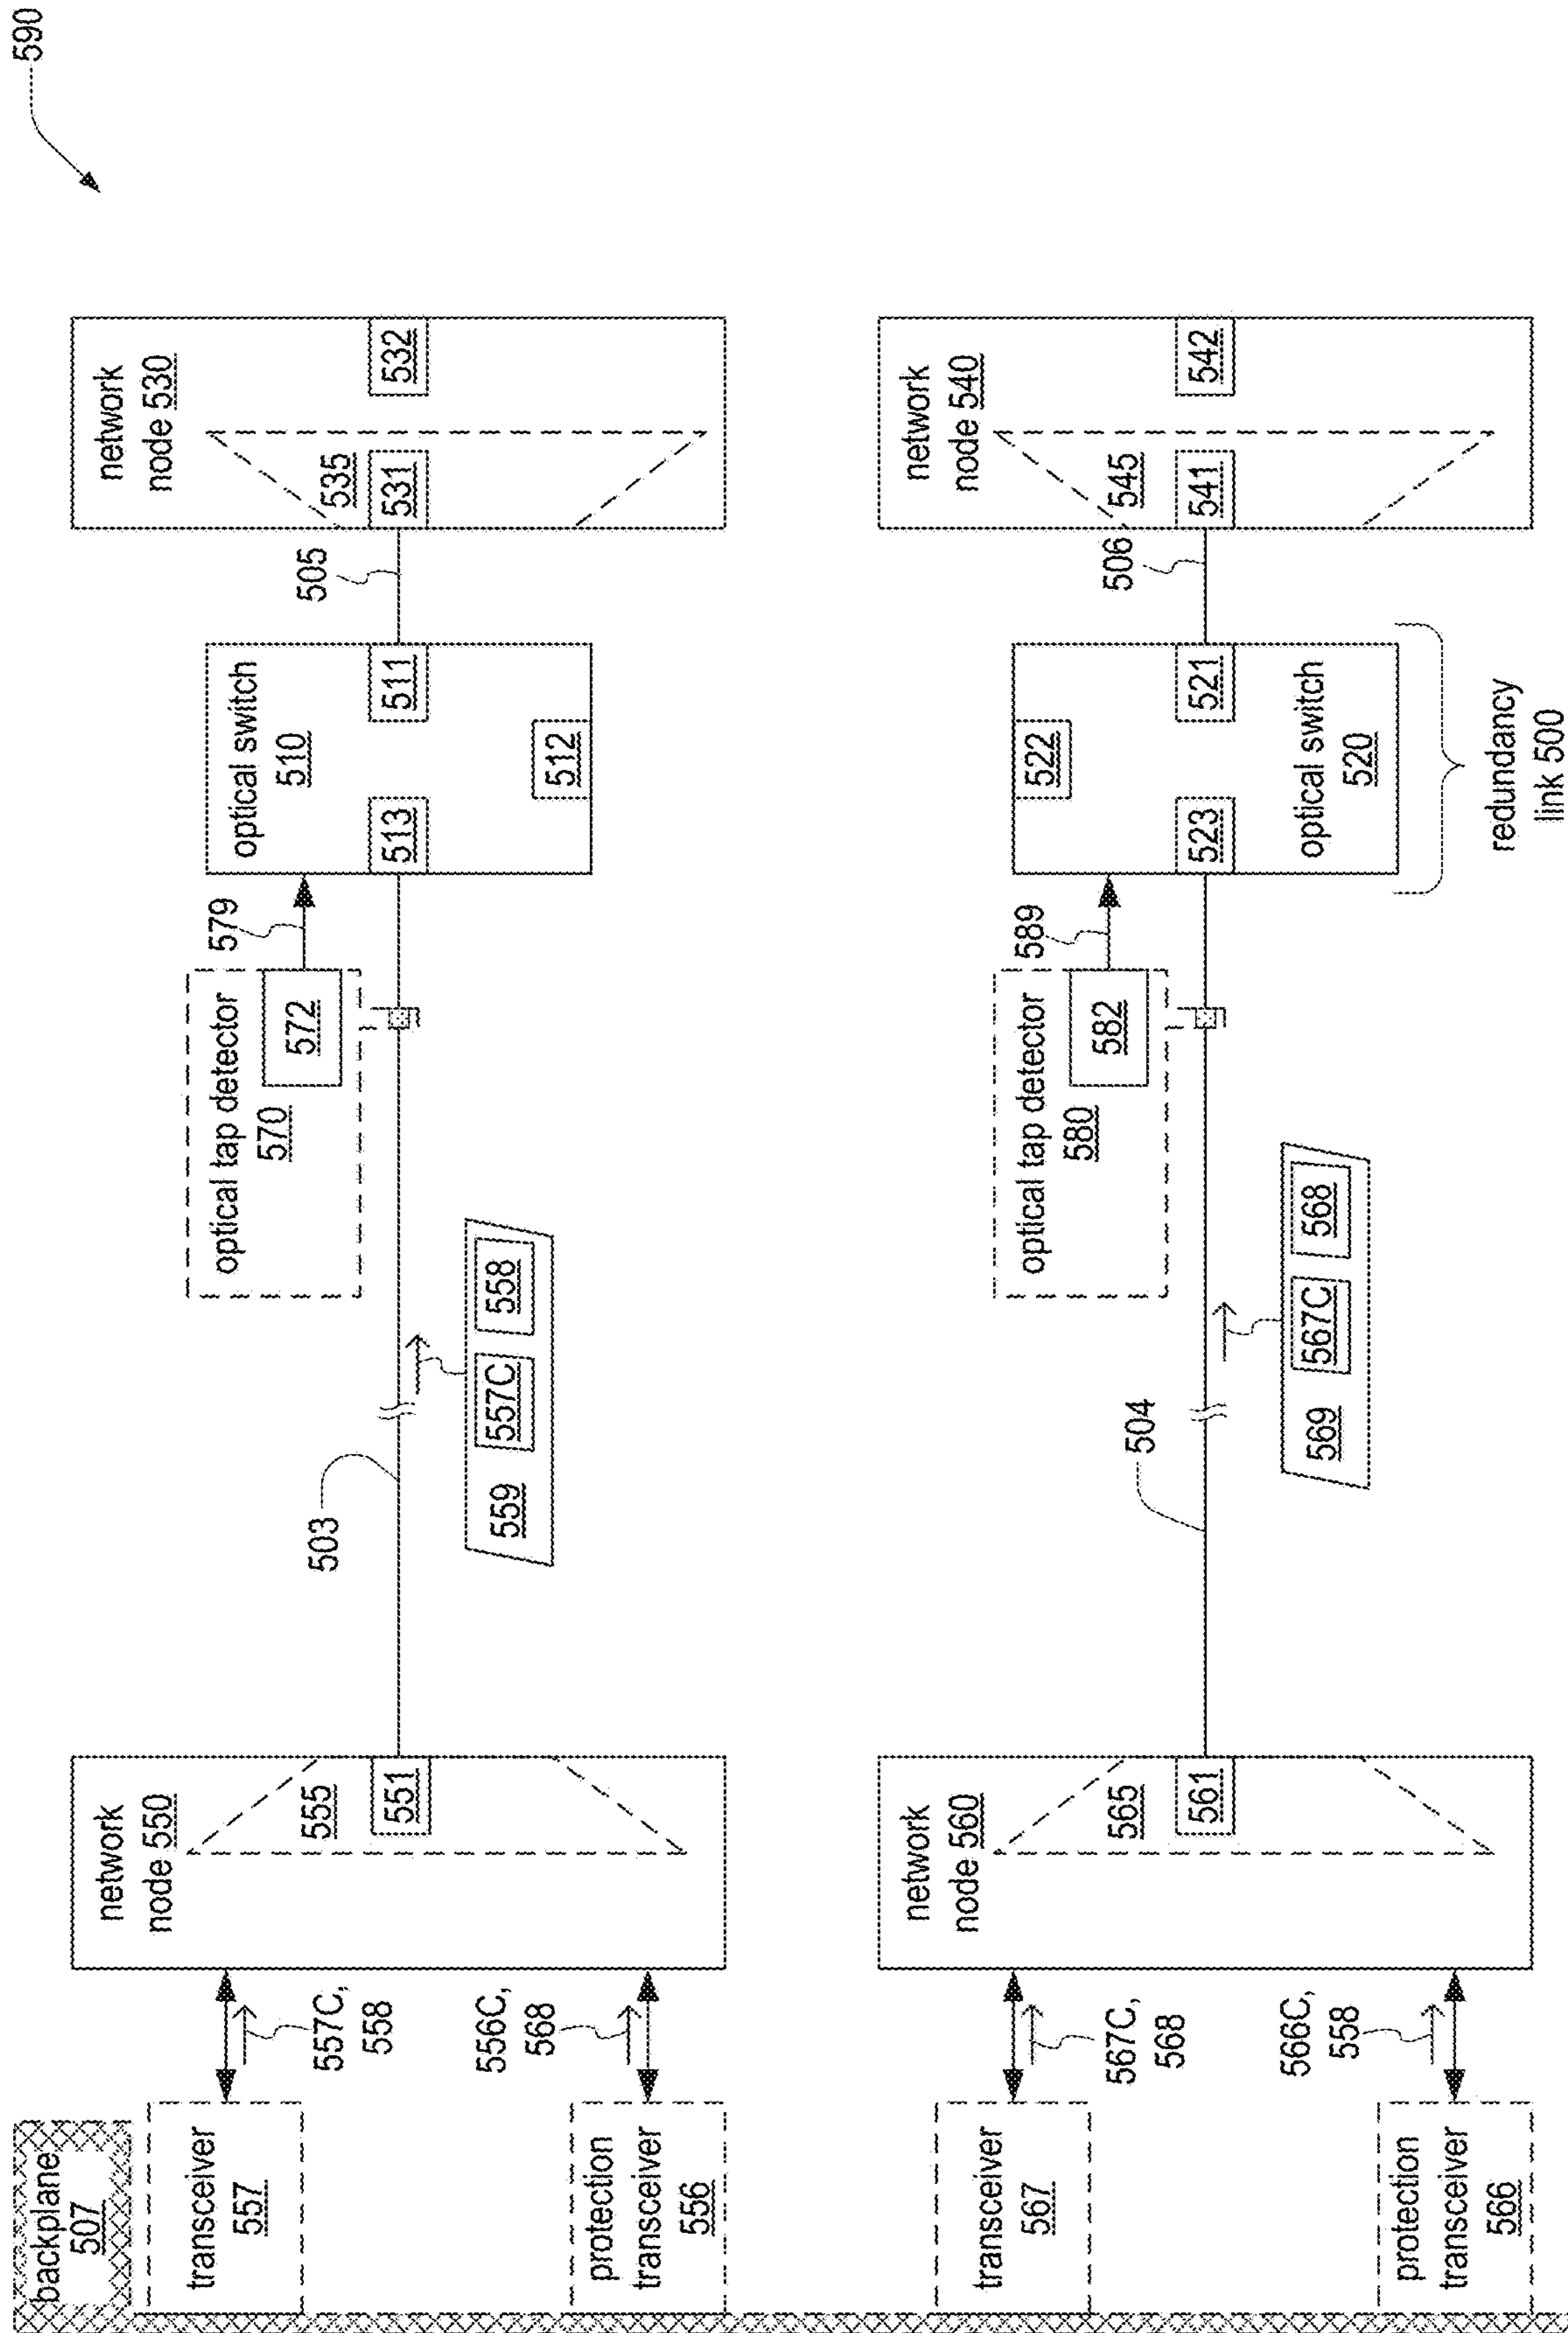 590
backplane
507
transceiver
557
557C,
558
protection
transceiver
556
556C,
568
network
node 550
555
551
503
559
557C
558
optical tap detector
570
572
579
optical switch
510
513
511
512
505
network
node 530
535
531
532
transceiver
567
567C,
568
protection
transceiver
566
566C,
558
network
node 560
565
561
504
569
567C
568
optical tap detector
580
582
589
522
523
521
optical switch
520
506
network
node 540
545
541
542
redundancy
link 500